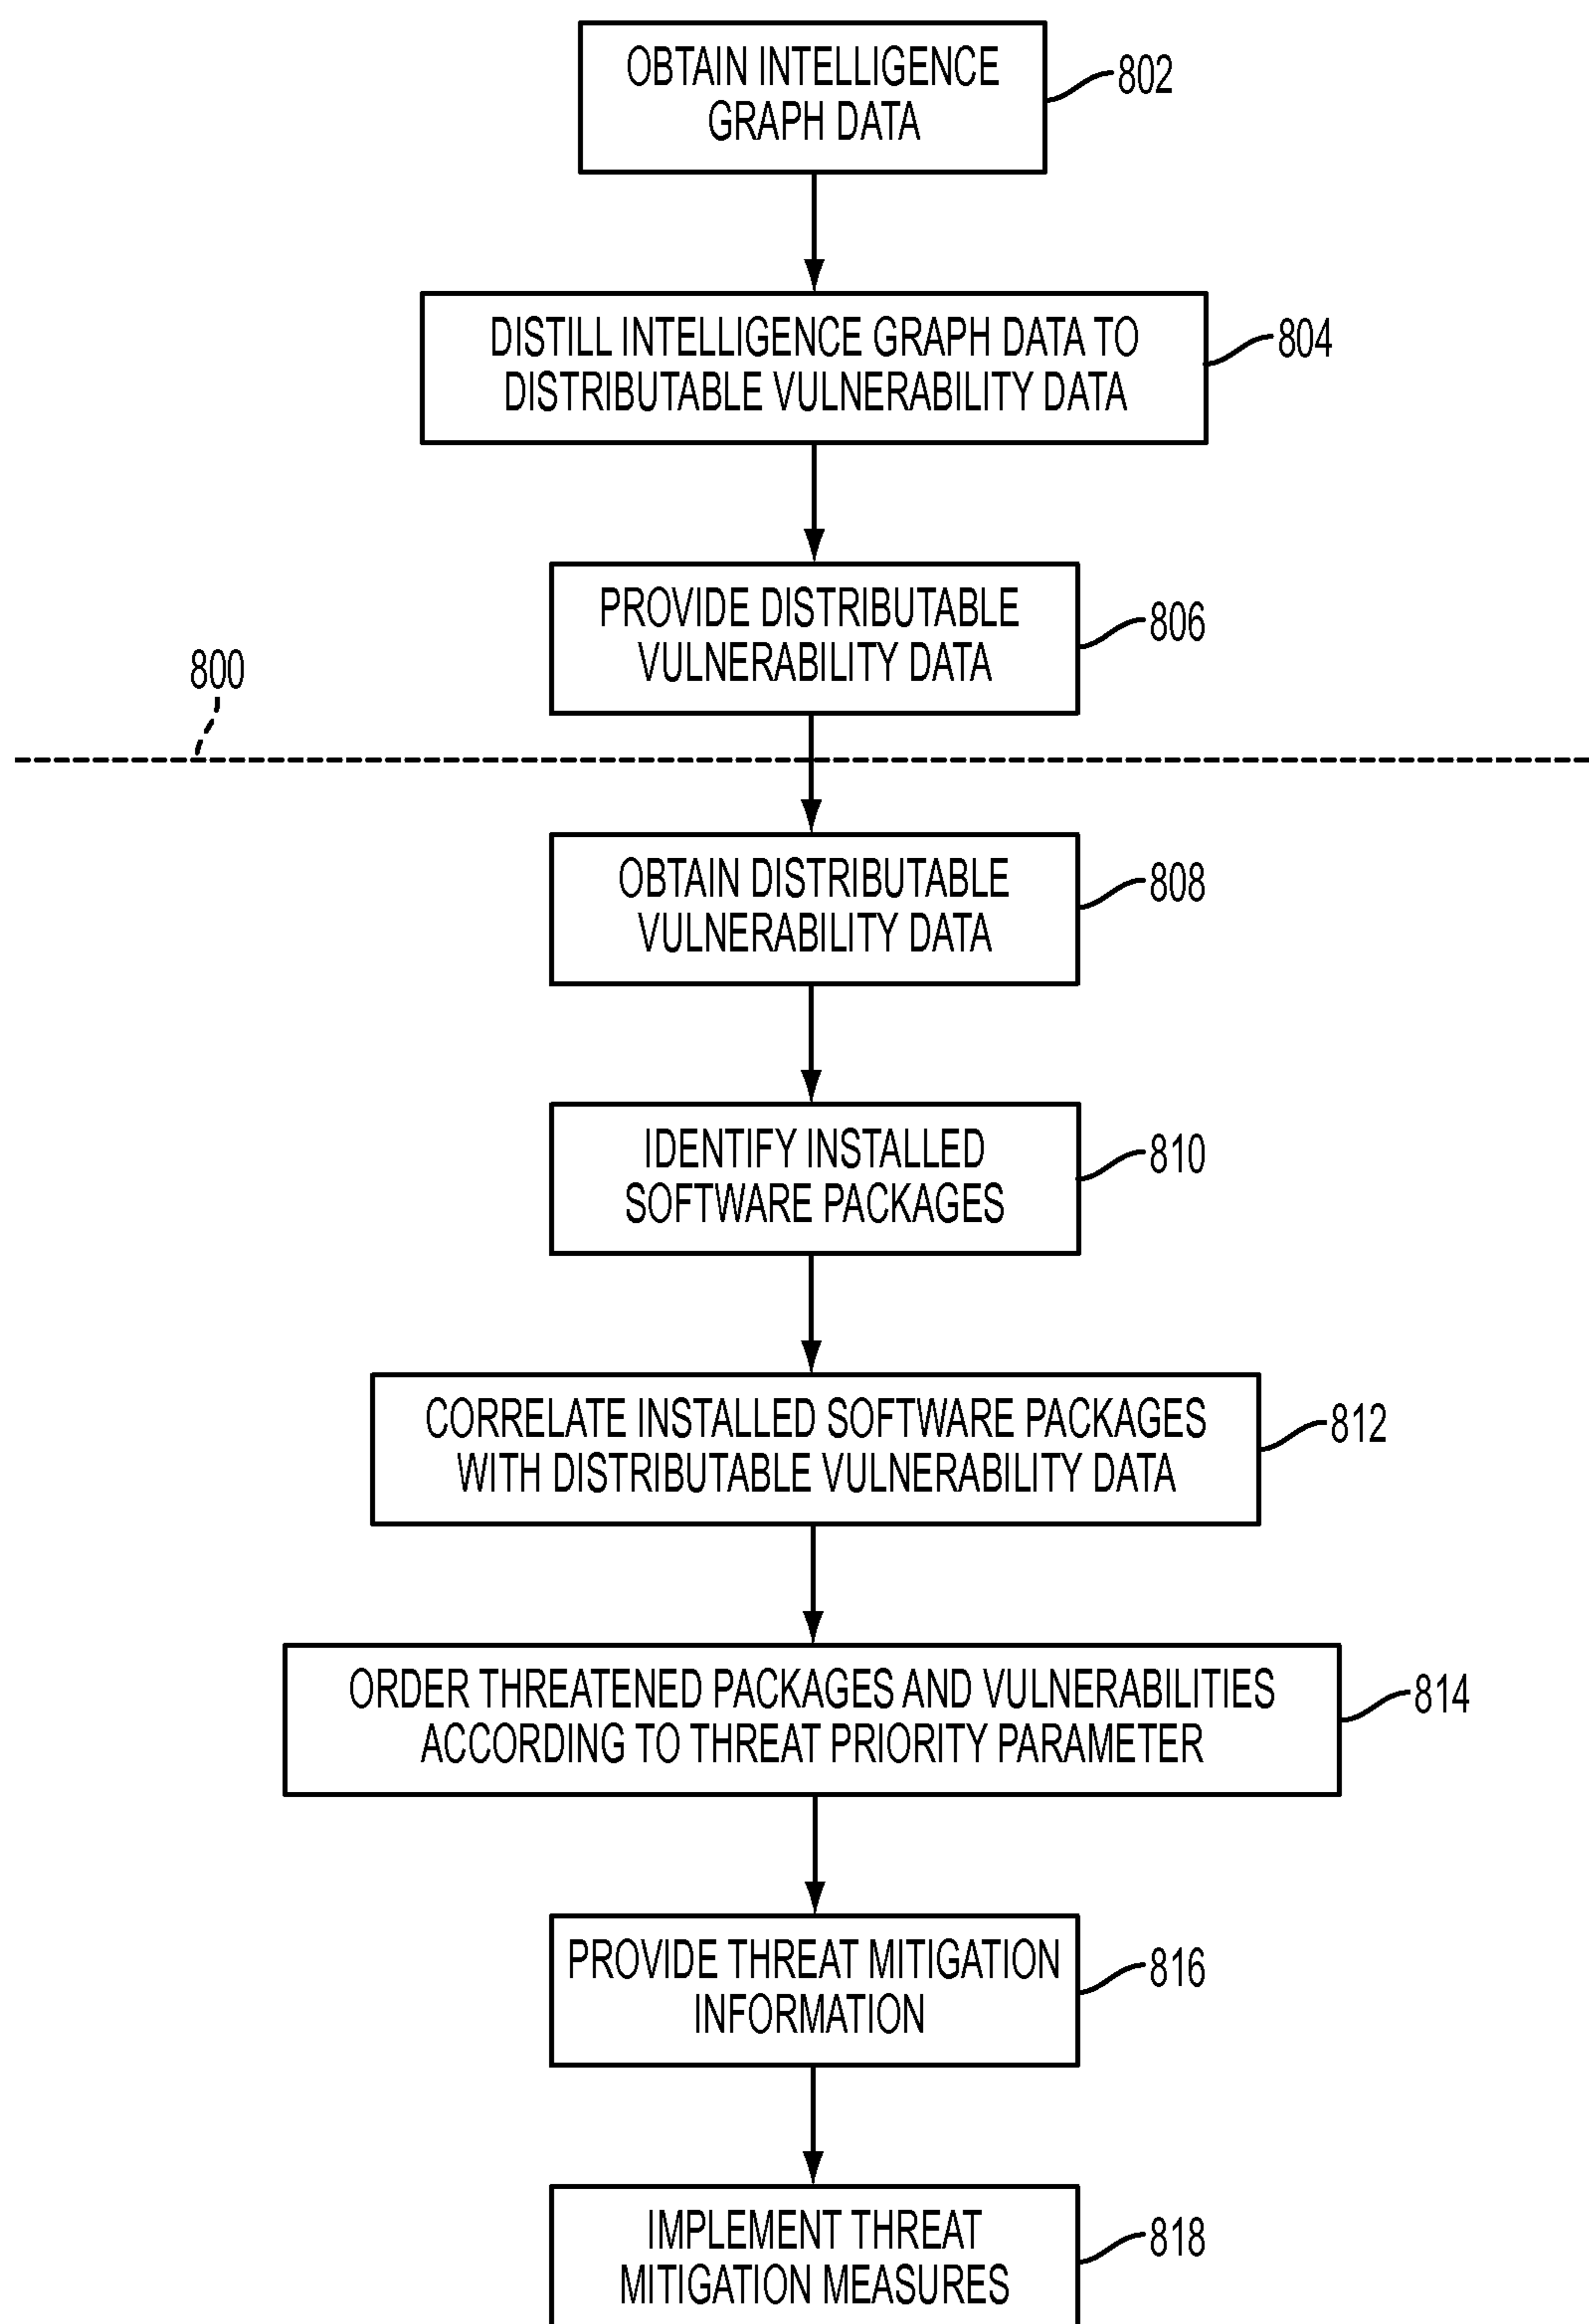 OBTAIN INTELLIGENCE
GRAPH DATA
802
DISTILL INTELLIGENCE GRAPH DATA TO
DISTRIBUTABLE VULNERABILITY DATA
804
PROVIDE DISTRIBUTABLE
VULNERABILITY DATA
806
800
OBTAIN DISTRIBUTABLE
VULNERABILITY DATA
808
IDENTIFY INSTALLED
SOFTWARE PACKAGES
810
CORRELATE INSTALLED SOFTWARE PACKAGES
WITH DISTRIBUTABLE VULNERABILITY DATA
812
ORDER THREATENED PACKAGES AND VULNERABILITIES
ACCORDING TO THREAT PRIORITY PARAMETER
814
PROVIDE THREAT MITIGATION
INFORMATION
816
IMPLEMENT THREAT
MITIGATION MEASURES
818